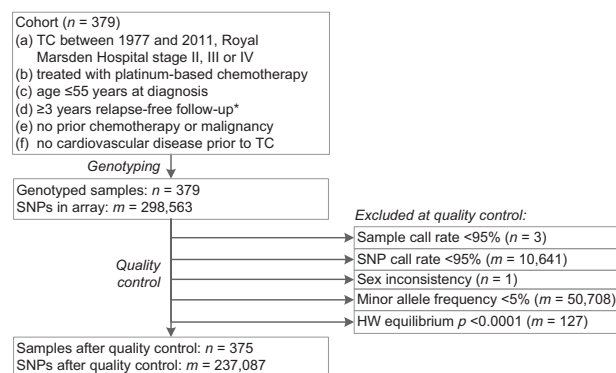 Cohort (n = 379)
(a) TC between 1977 and 2011, Royal
Marsden Hospital stage II, III or IV
(b) treated with platinum-based chemotherapy
(c) age ≤55 years at diagnosis
(d) ≥3 years relapse-free follow-up*
(e) no prior chemotherapy or malignancy
(f) no cardiovascular disease prior to TC
Genotyping
Genotyped samples: n = 379
SNPs in array: m = 298,563
Quality
control
Excluded at quality control:
Sample call rate <95% (n = 3)
SNP call rate <95% (m = 10,641)
Sex inconsistency (n = 1)
Minor allele frequency <5% (m = 50,708)
HW equilibrium p <0.0001 (m = 127)
Samples after quality control: n = 375
SNPs after quality control: m = 237,087